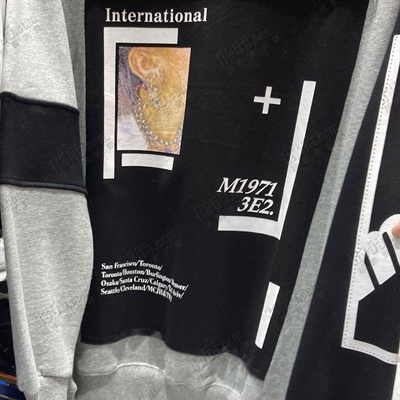 International
M1971
3E2.
San Francisco/Toronto/
Toronto/Houston/Burlington/
Osaka/Santa Cruz/Calgary/
Seattle/Cleveland/